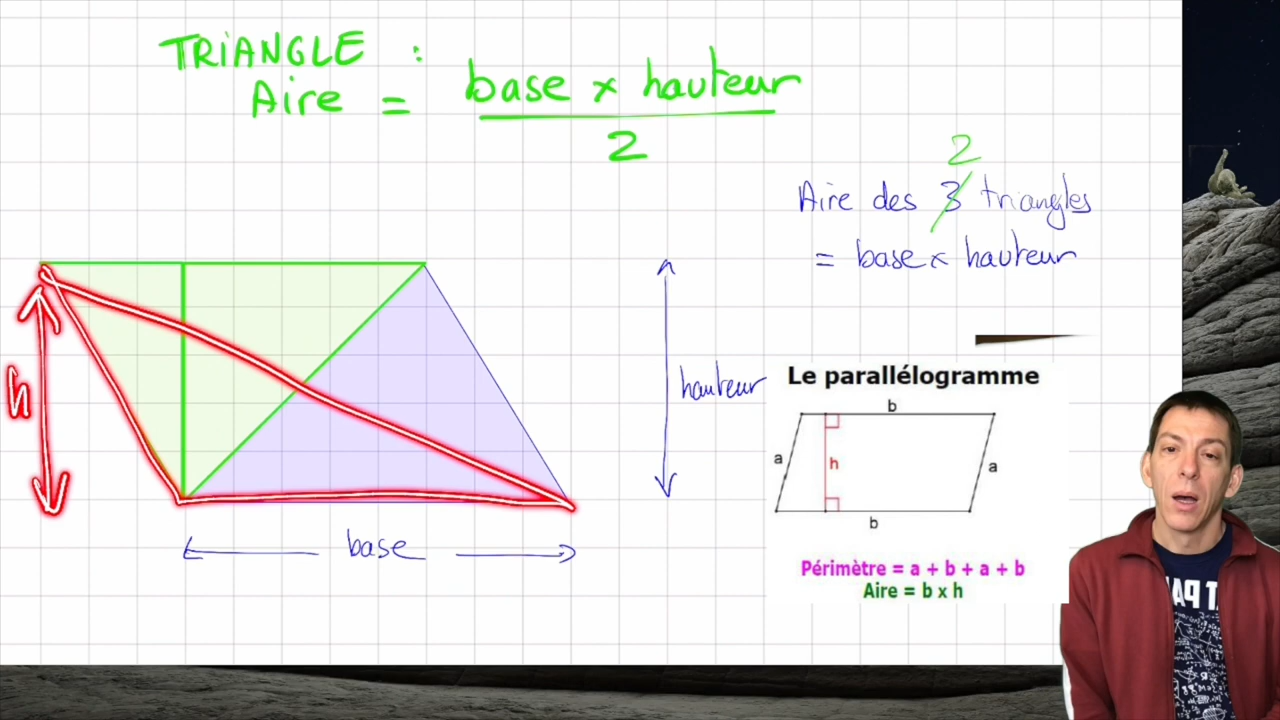 TRIANGLE :
Aire = base x hauteur
2
2
Aire des 3 triangles
= base x hauteur
h
hauteur
base
Le parallélogramme
b
a
h
a
b
Périmètre = a + b + a + b
Aire = b x h